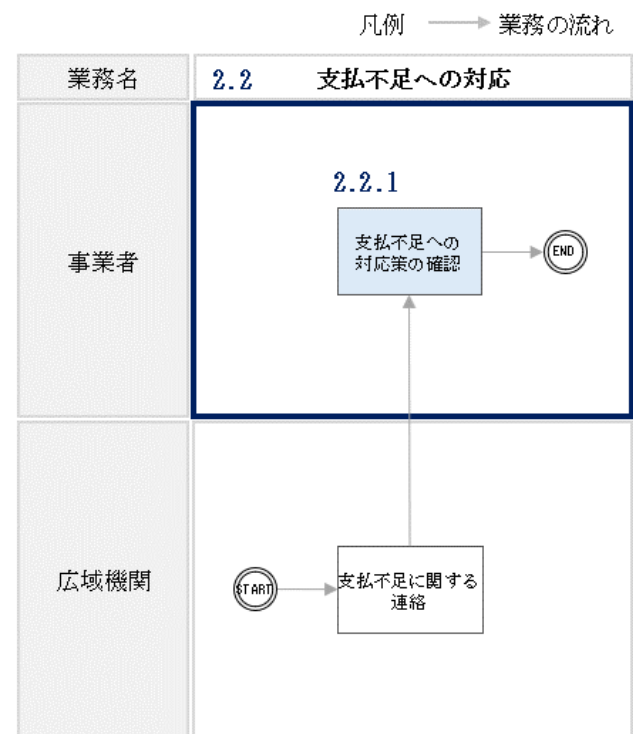 凡例 業務の流れ
業務名 2.2 支払不足への対応
2.2.1
事業者
支払不足への
対応策の確認
END
広域機関
START
支払不足に関する
連絡